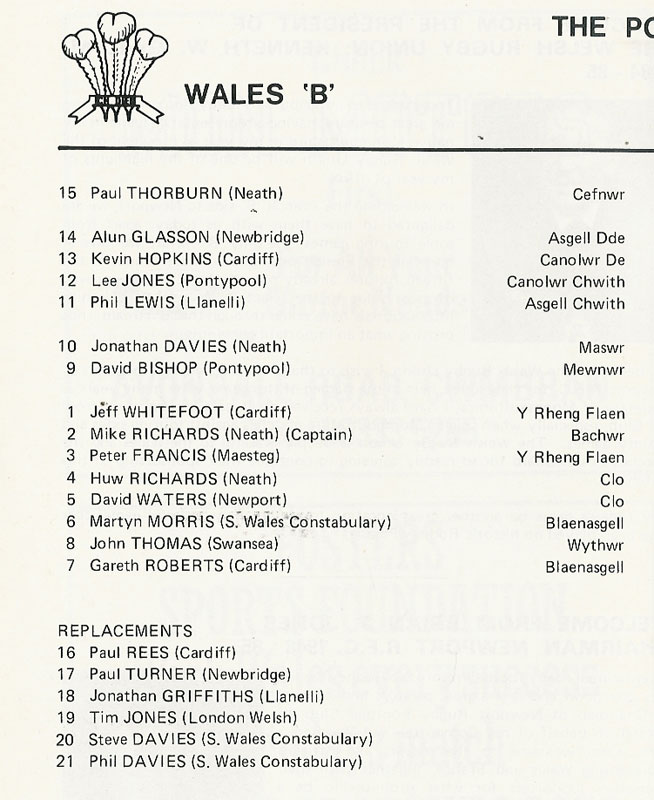 THE PO
WALES 'B'
15 Paul THORBURN (Neath) Cefnwr
14 Alun GLASSON (Newbridge) Asgell Dde
13 Kevin HOPKINS (Cardiff) Canolwr De
12 Lee JONES (Pontypool) Canolwr Chwith
11 Phil LEWIS (Llanelli) Asgell Chwith
10 Jonathan DAVIES (Neath) Maswr
9 David BISHOP (Pontypool) Mewnwr
1 Jeff WHITEFOOT (Cardiff) Y Rheng Flaen
2 Mike RICHARDS (Neath) (Captain) Bachwr
3 Peter FRANCIS (Maesteg) Y Rheng Flaen
4 Huw RICHARDS (Neath) Clo
5 David WATERS (Newport) Clo
6 Martyn MORRIS (S. Wales Constabulary) Blaenasgell
8 John THOMAS (Swansea) Wythwr
7 Gareth ROBERTS (Cardiff) Blaenasgell
REPLACEMENTS
16 Paul REES (Cardiff)
17 Paul TURNER (Newbridge)
18 Jonathan GRIFFITHS (Llanelli)
19 Tim JONES (London Welsh)
20 Steve DAVIES (S. Wales Constabulary)
21 Phil DAVIES (S. Wales Constabulary)